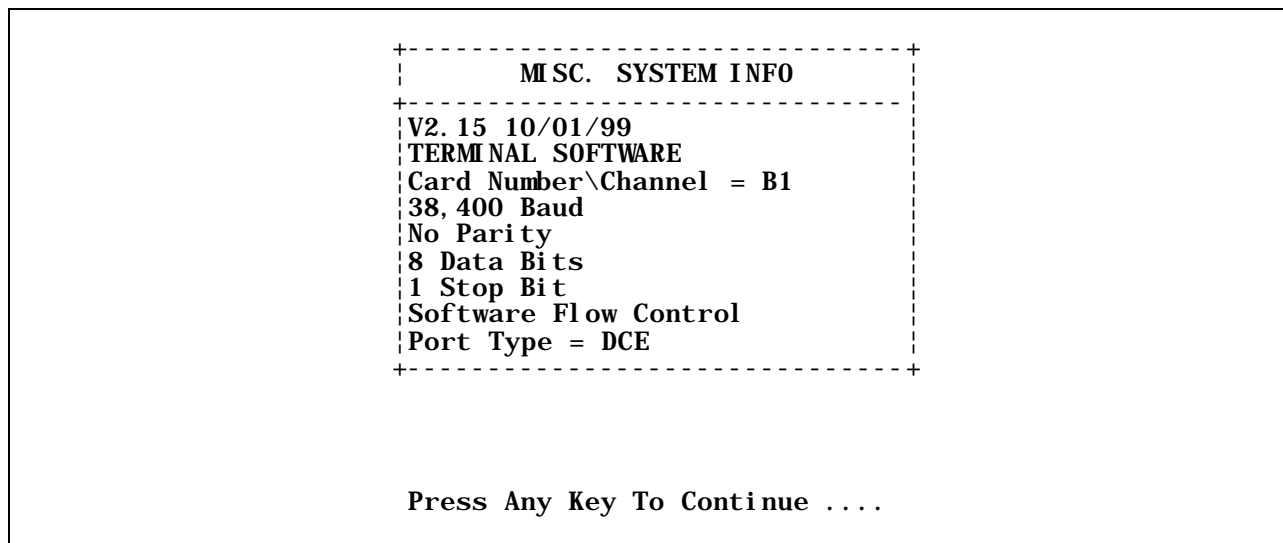 MISC. SYSTEM INFO
V2.15 10/01/99
TERMINAL SOFTWARE
Card Number\Channel = B1
38,400 Baud
No Parity
8 Data Bits
1 Stop Bit
Software Flow Control
Port Type = DCE
Press Any Key To Continue ....